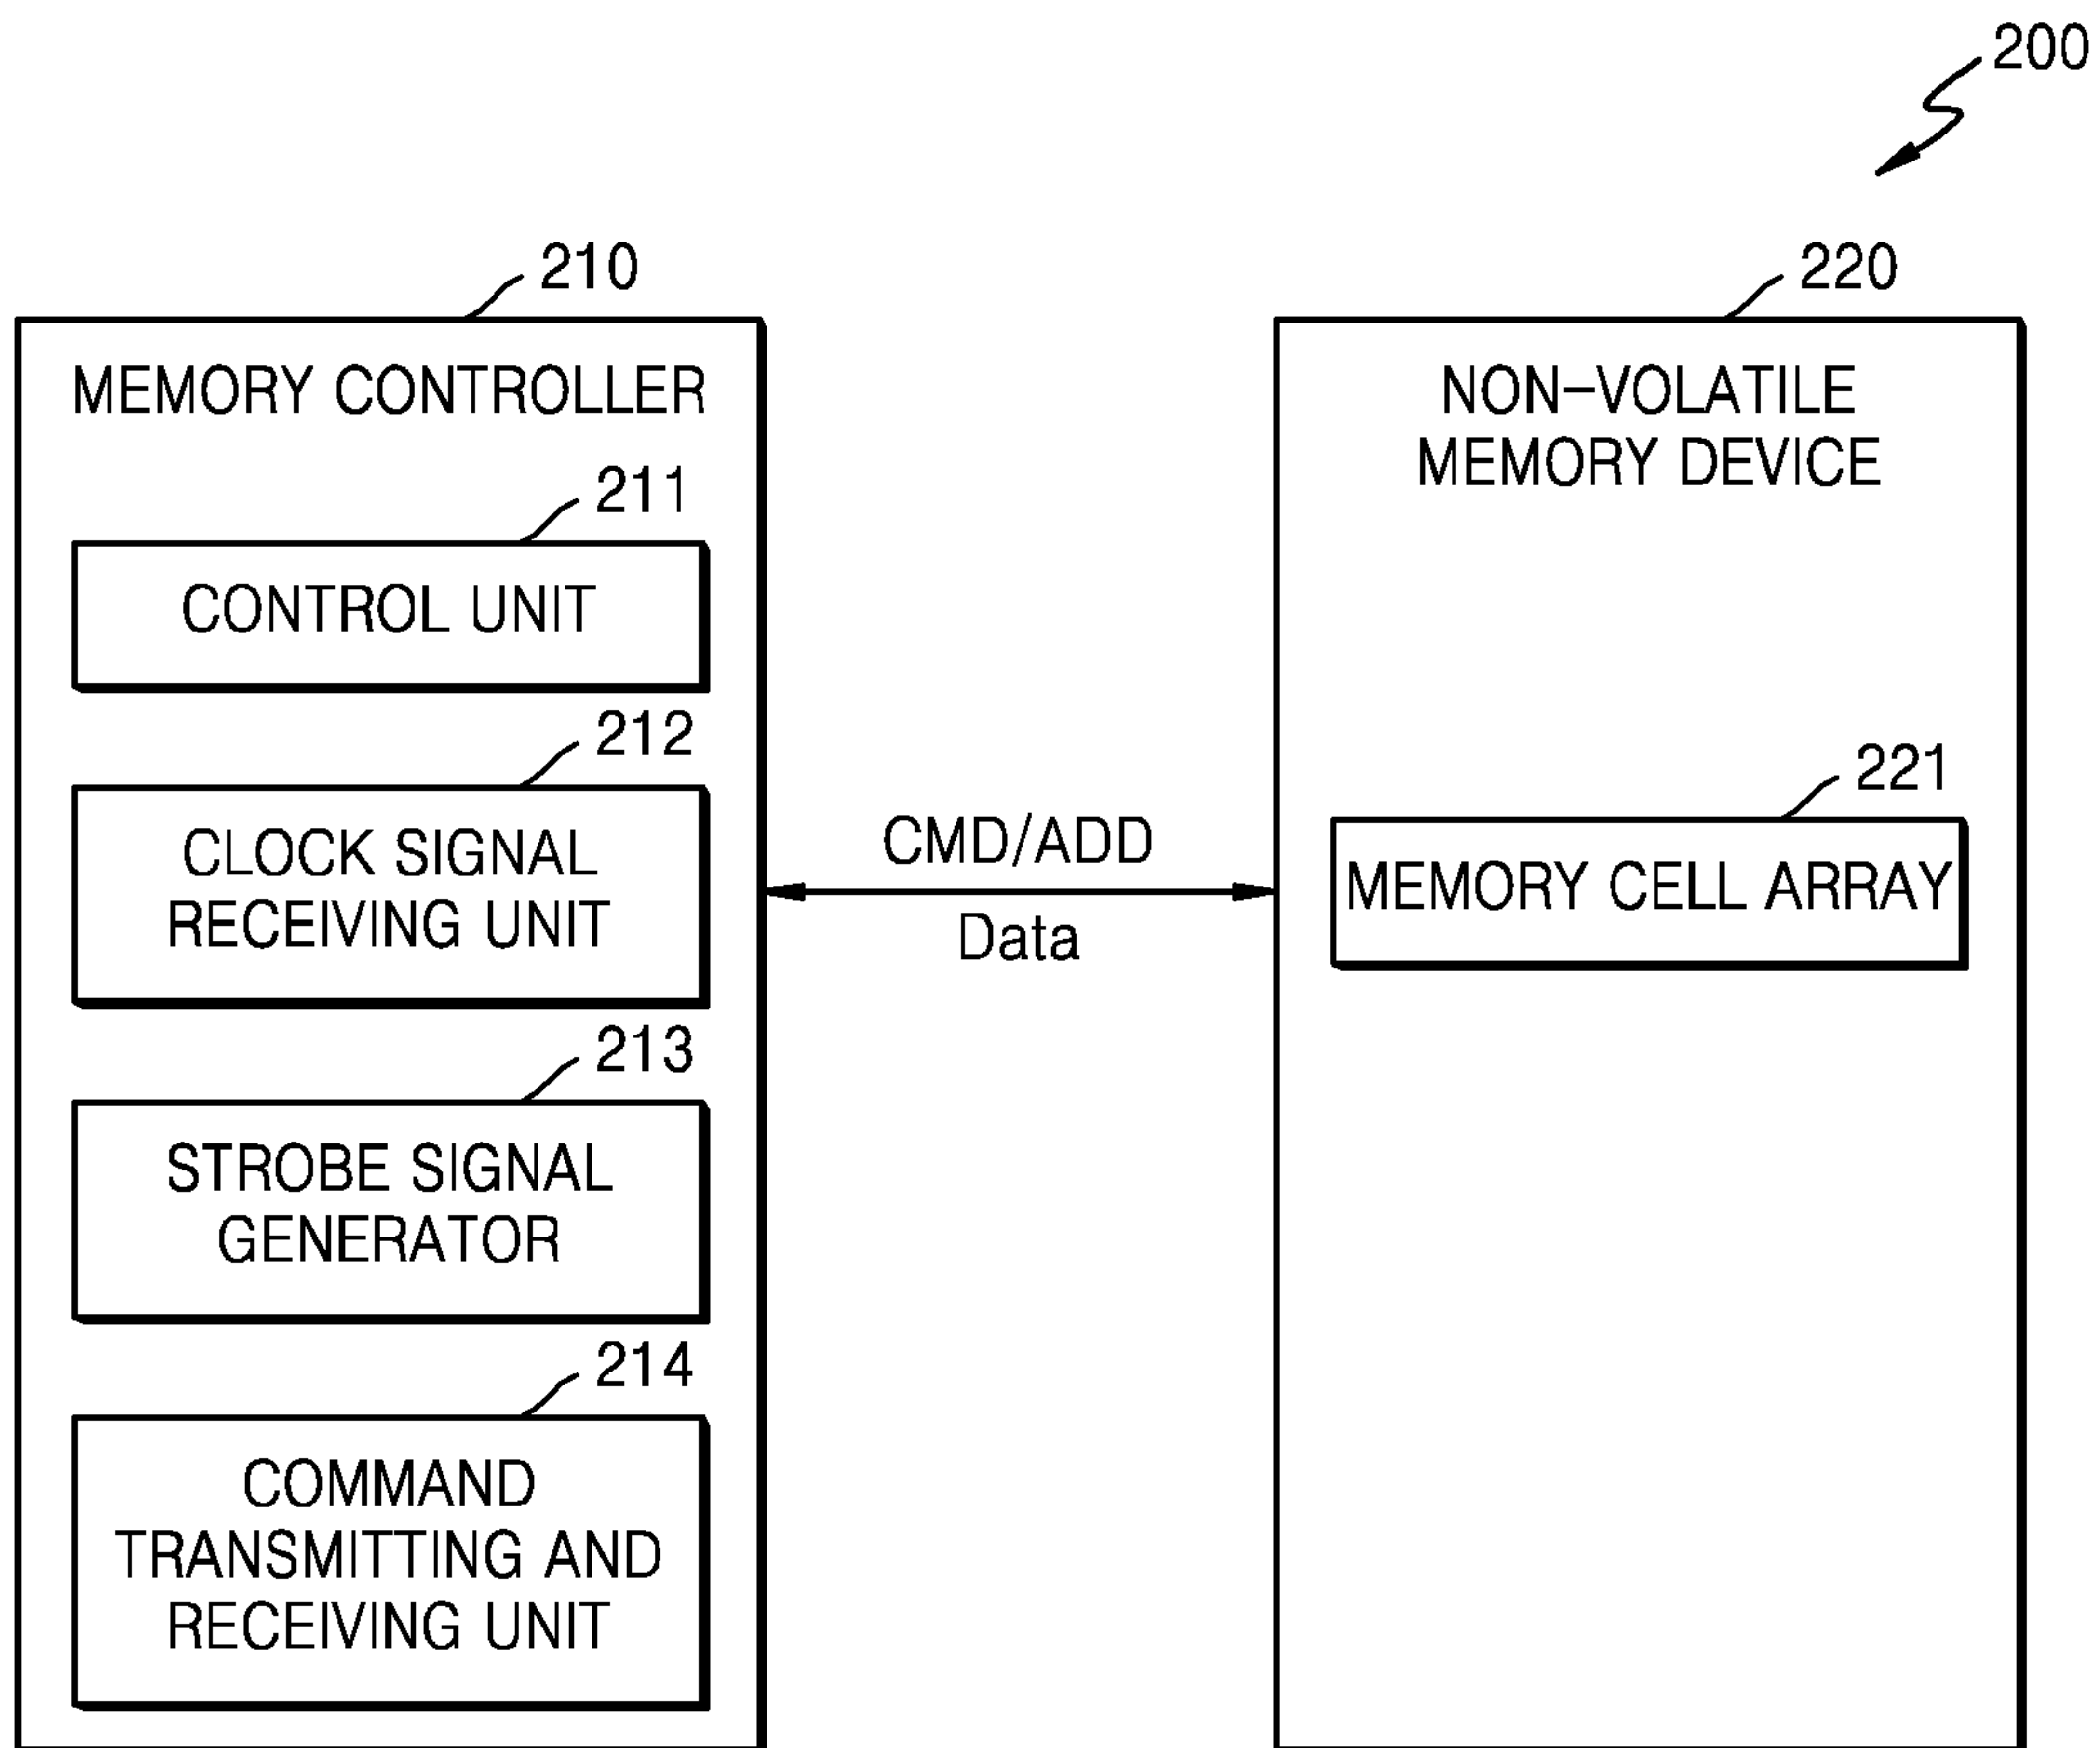 200
210
MEMORY CONTROLLER
211
CONTROL UNIT
212
CLOCK SIGNAL
RECEIVING UNIT
213
STROBE SIGNAL
GENERATOR
214
COMMAND
TRANSMITTING AND
RECEIVING UNIT
CMD/ADD
Data
220
NON-VOLATILE
MEMORY DEVICE
221
MEMORY CELL ARRAY